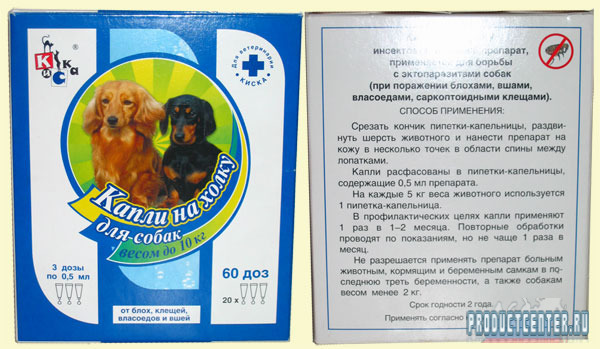 КИСКА
®
Для ветеринарии
КИСКА
Капли на холку
для собак
весом до 10 кг
3 дозы
по 0,5 мл
60 доз
20 x
от блох, клещей,
власоедов и вшей
препарат,
применяется для борьбы
с эктопаразитами собак
(при поражении блохами, вшами,
власоедами, саркоптоидными клещами).
СПОСОБ ПРИМЕНЕНИЯ:
Срезать кончик пипетки-капельницы, раздви-
нуть шерсть животного и нанести препарат на
кожу в несколько точек в области спины между
лопатками.
Капли расфасованы в пипетки-капельницы,
содержащие 0,5 мл препарата.
На каждые 5 кг веса животного используется
1 пипетка-капельница.
В профилактических целях капли применяют
1 раз в 1–2 месяца. Повторные обработки
проводят по показаниям, но не чаще 1 раза в
месяц.
Не разрешается применять препарат больным
животным, кормящим и беременным самкам в по-
следнюю треть беременности, а также собакам
весом менее 2 кг.
Срок годности 2 года.
Применять согласно
PRODUCTCENTER.RU